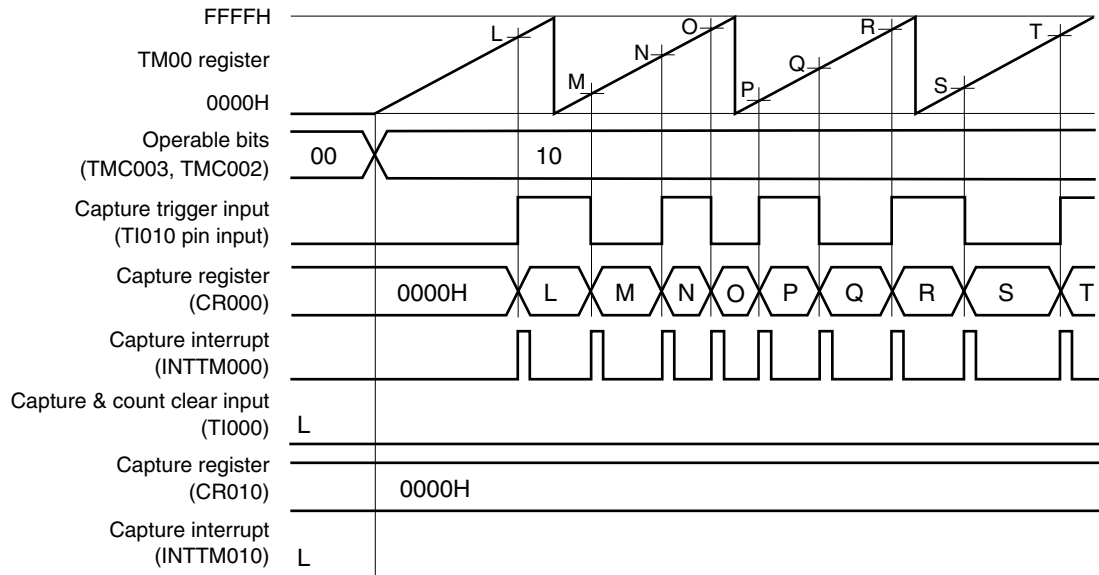 FFFFH
TM00 register
0000H
L M N O P Q R S T
Operable bits
(TMC003, TMC002)
00 10
Capture trigger input
(TI010 pin input)
Capture register
(CR000)
0000H L M N O P Q R S T
Capture interrupt
(INTTM000)
Capture & count clear input
(TI000)
L
Capture register
(CR010)
0000H
Capture interrupt
(INTTM010)
L